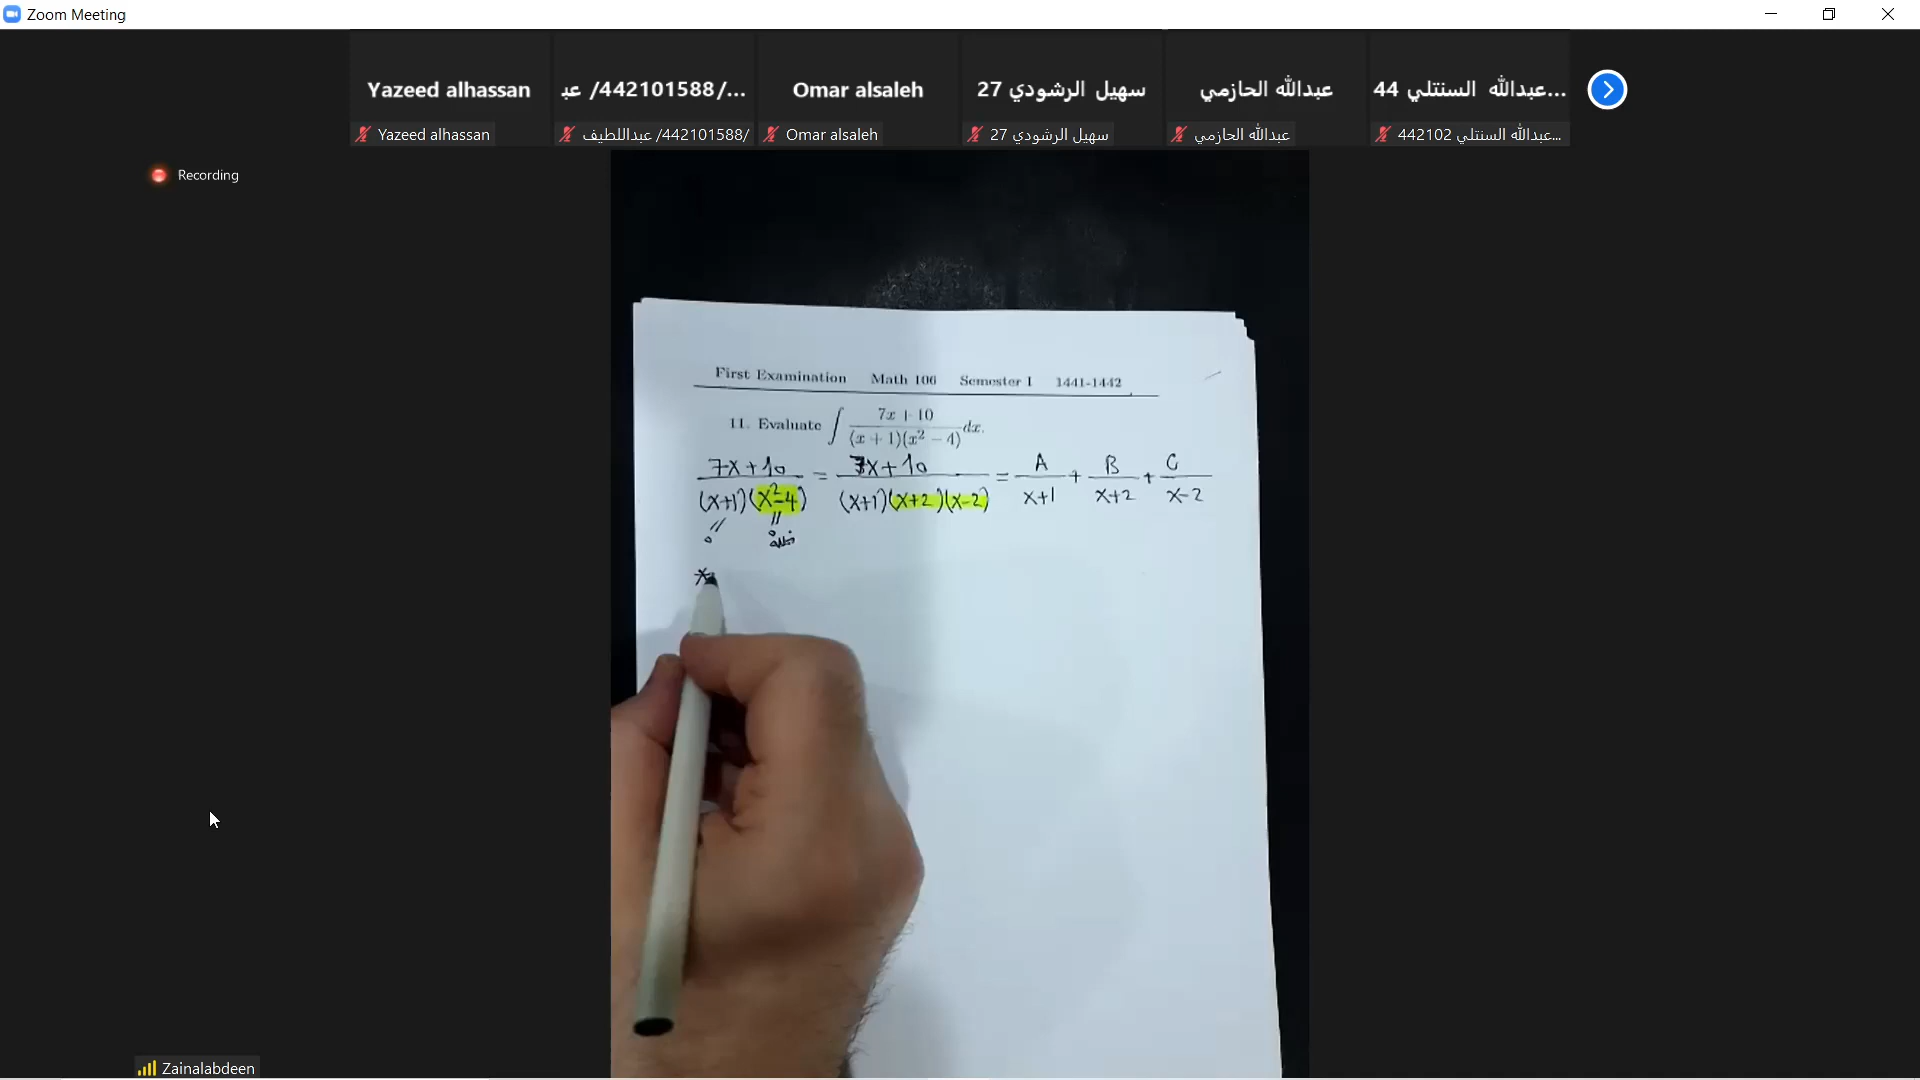 Zoom Meeting
Yazeed alhassan
عبد /442101588/...
Omar alsaleh
سهيل الرشودي 27
عبدالله الحازمي
عبدالله السنتلي 44...
Yazeed alhassan
عبداللطيف /442101588/
Omar alsaleh
سهيل الرشودي 27
عبدالله الحازمي
عبدالله السنتلي 442102...
Recording
First Examination Math 106 Semester I 1441-1442
11. Evaluate ∫ (7x + 10)/((x + 1)(x² − 4)) dx.
(7x+10)/((x+1)(x²-4)) = (7x+10)/((x+1)(x+2)(x-2)) = A/(x+1) + B/(x+2) + C/(x-2)
x
Zainalabdeen